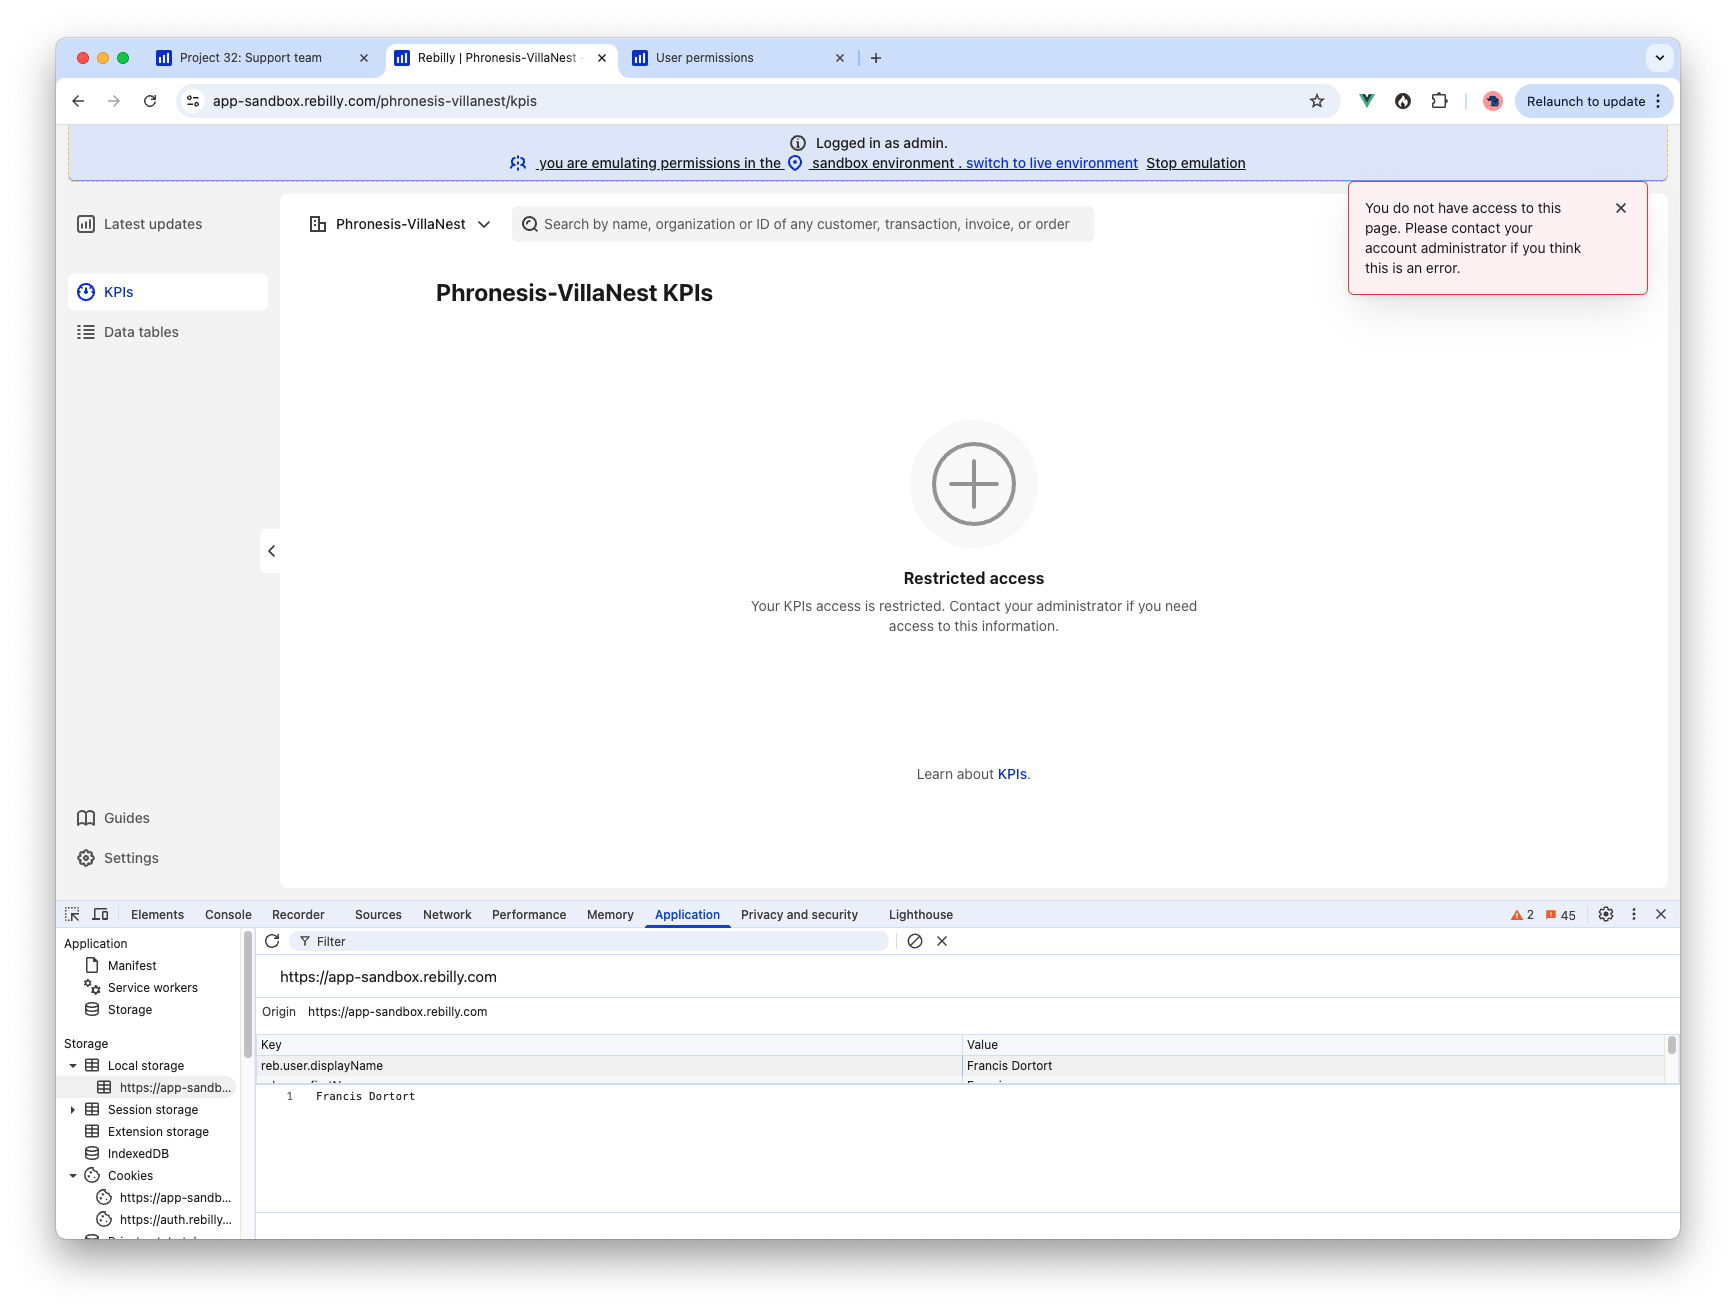 Project 32: Support team
Rebilly | Phronesis-VillaNest -
User permissions
app-sandbox.rebilly.com/phronesis-villanest/kpis
Relaunch to update
Logged in as admin.
you are emulating permissions in the sandbox environment . switch to live environment Stop emulation
Latest updates
KPIs
Data tables
Guides
Settings
Phronesis-VillaNest
Search by name, organization or ID of any customer, transaction, invoice, or order
You do not have access to this
page. Please contact your
account administrator if you think
this is an error.
Phronesis-VillaNest KPIs
Restricted access
Your KPIs access is restricted. Contact your administrator if you need
access to this information.
Learn about KPIs.
Elements Console Recorder Sources Network Performance Memory Application Privacy and security Lighthouse 2 45
Application
Manifest
Service workers
Storage
Storage
Local storage
https://app-sandb...
Session storage
Extension storage
IndexedDB
Cookies
https://app-sandb...
https://auth.rebilly...
Filter
https://app-sandbox.rebilly.com
Origin https://app-sandbox.rebilly.com
Key Value
reb.user.displayName Francis Dortort
1 Francis Dortort